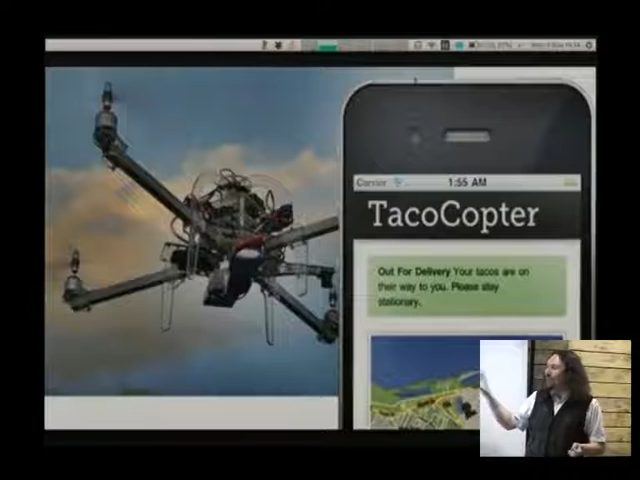 Carrier
1:55 AM
TacoCopter
Out For Delivery Your tacos are on
their way to you. Please stay
stationary.